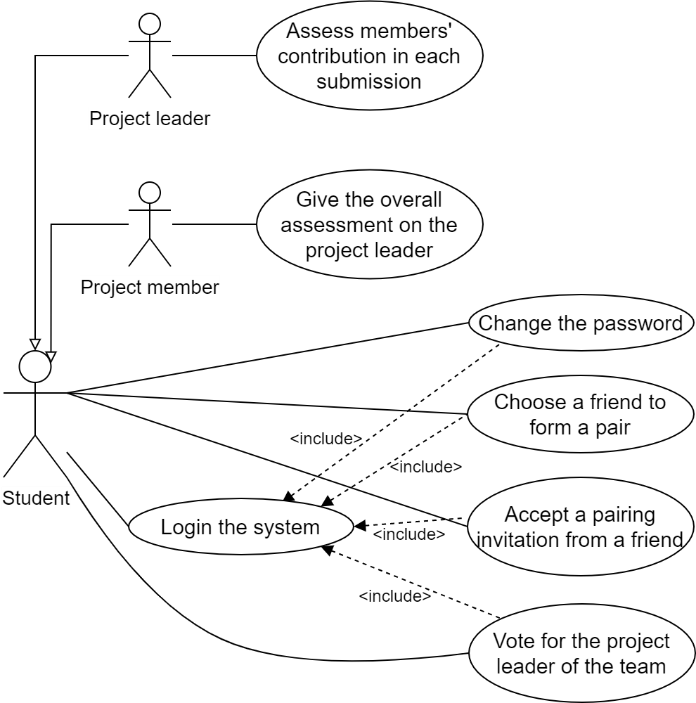 Assess members'
contribution in each
submission
Project leader
Give the overall
assessment on the
project leader
Project member
Change the password
Choose a friend to
form a pair
<include>
<include>
Student
Login the system
Accept a pairing
invitation from a friend
<include>
<include>
Vote for the project
leader of the team